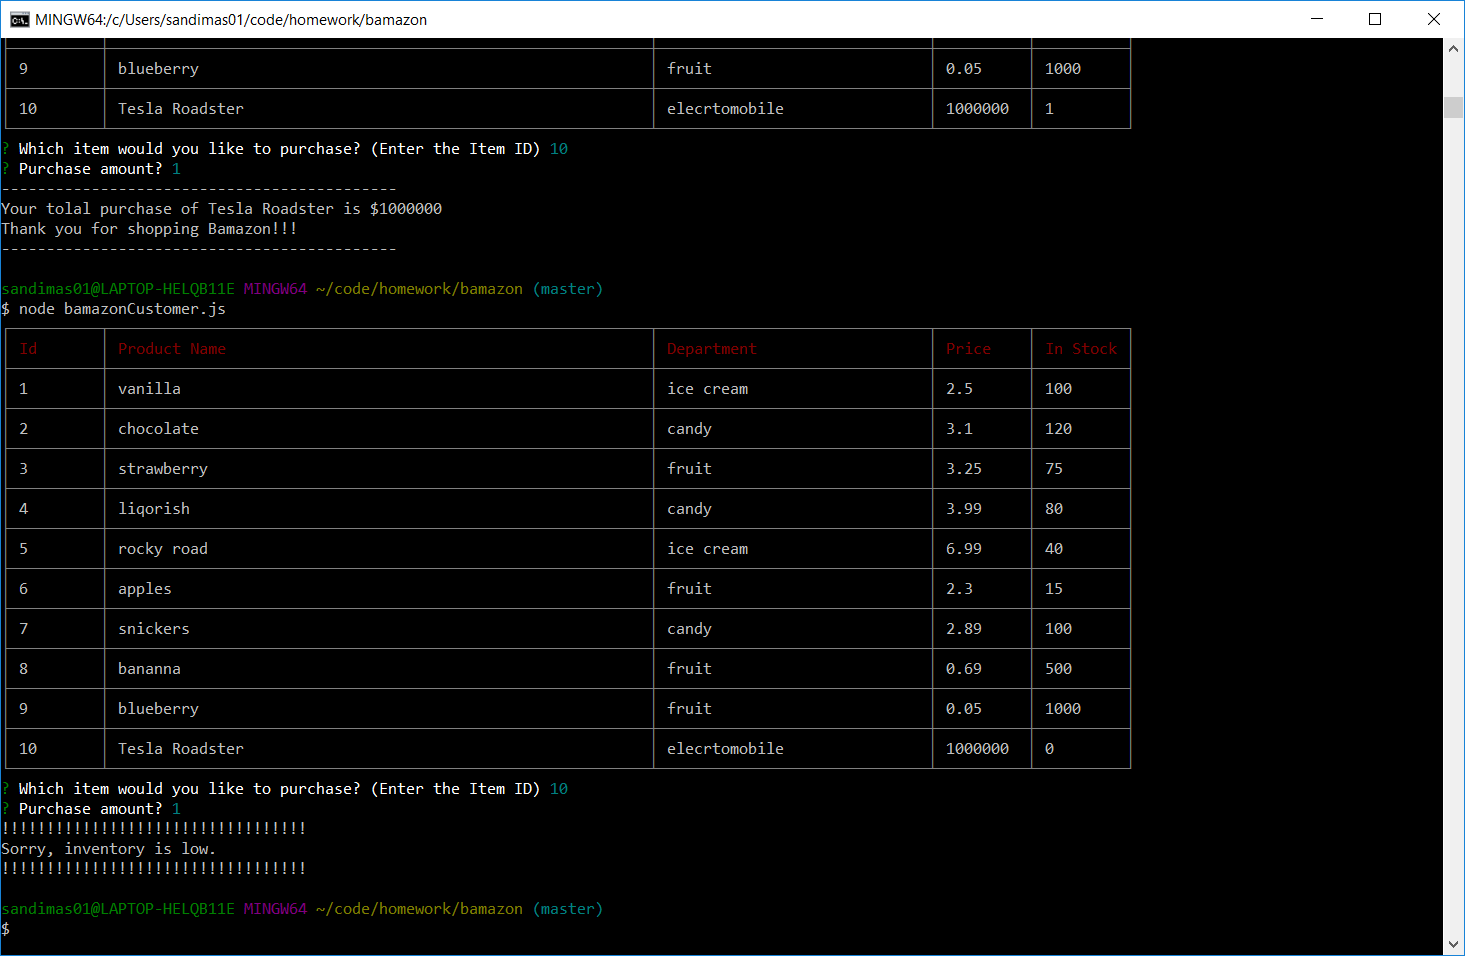 MINGW64:/c/Users/sandimas01/code/homework/bamazon
9 blueberry fruit 0.05 1000
10 Tesla Roadster elecrtomobile 1000000 1
? Which item would you like to purchase? (Enter the Item ID) 10
? Purchase amount? 1
--------------------------------------------
Your tolal purchase of Tesla Roadster is $1000000
Thank you for shopping Bamazon!!!
--------------------------------------------
sandimas01@LAPTOP-HELQB11E MINGW64 ~/code/homework/bamazon (master)
$ node bamazonCustomer.js
Id Product Name Department Price In Stock
1 vanilla ice cream 2.5 100
2 chocolate candy 3.1 120
3 strawberry fruit 3.25 75
4 liqorish candy 3.99 80
5 rocky road ice cream 6.99 40
6 apples fruit 2.3 15
7 snickers candy 2.89 100
8 bananna fruit 0.69 500
9 blueberry fruit 0.05 1000
10 Tesla Roadster elecrtomobile 1000000 0
? Which item would you like to purchase? (Enter the Item ID) 10
? Purchase amount? 1
!!!!!!!!!!!!!!!!!!!!!!!!!!!!!!!!!!
Sorry, inventory is low.
!!!!!!!!!!!!!!!!!!!!!!!!!!!!!!!!!!
sandimas01@LAPTOP-HELQB11E MINGW64 ~/code/homework/bamazon (master)
$